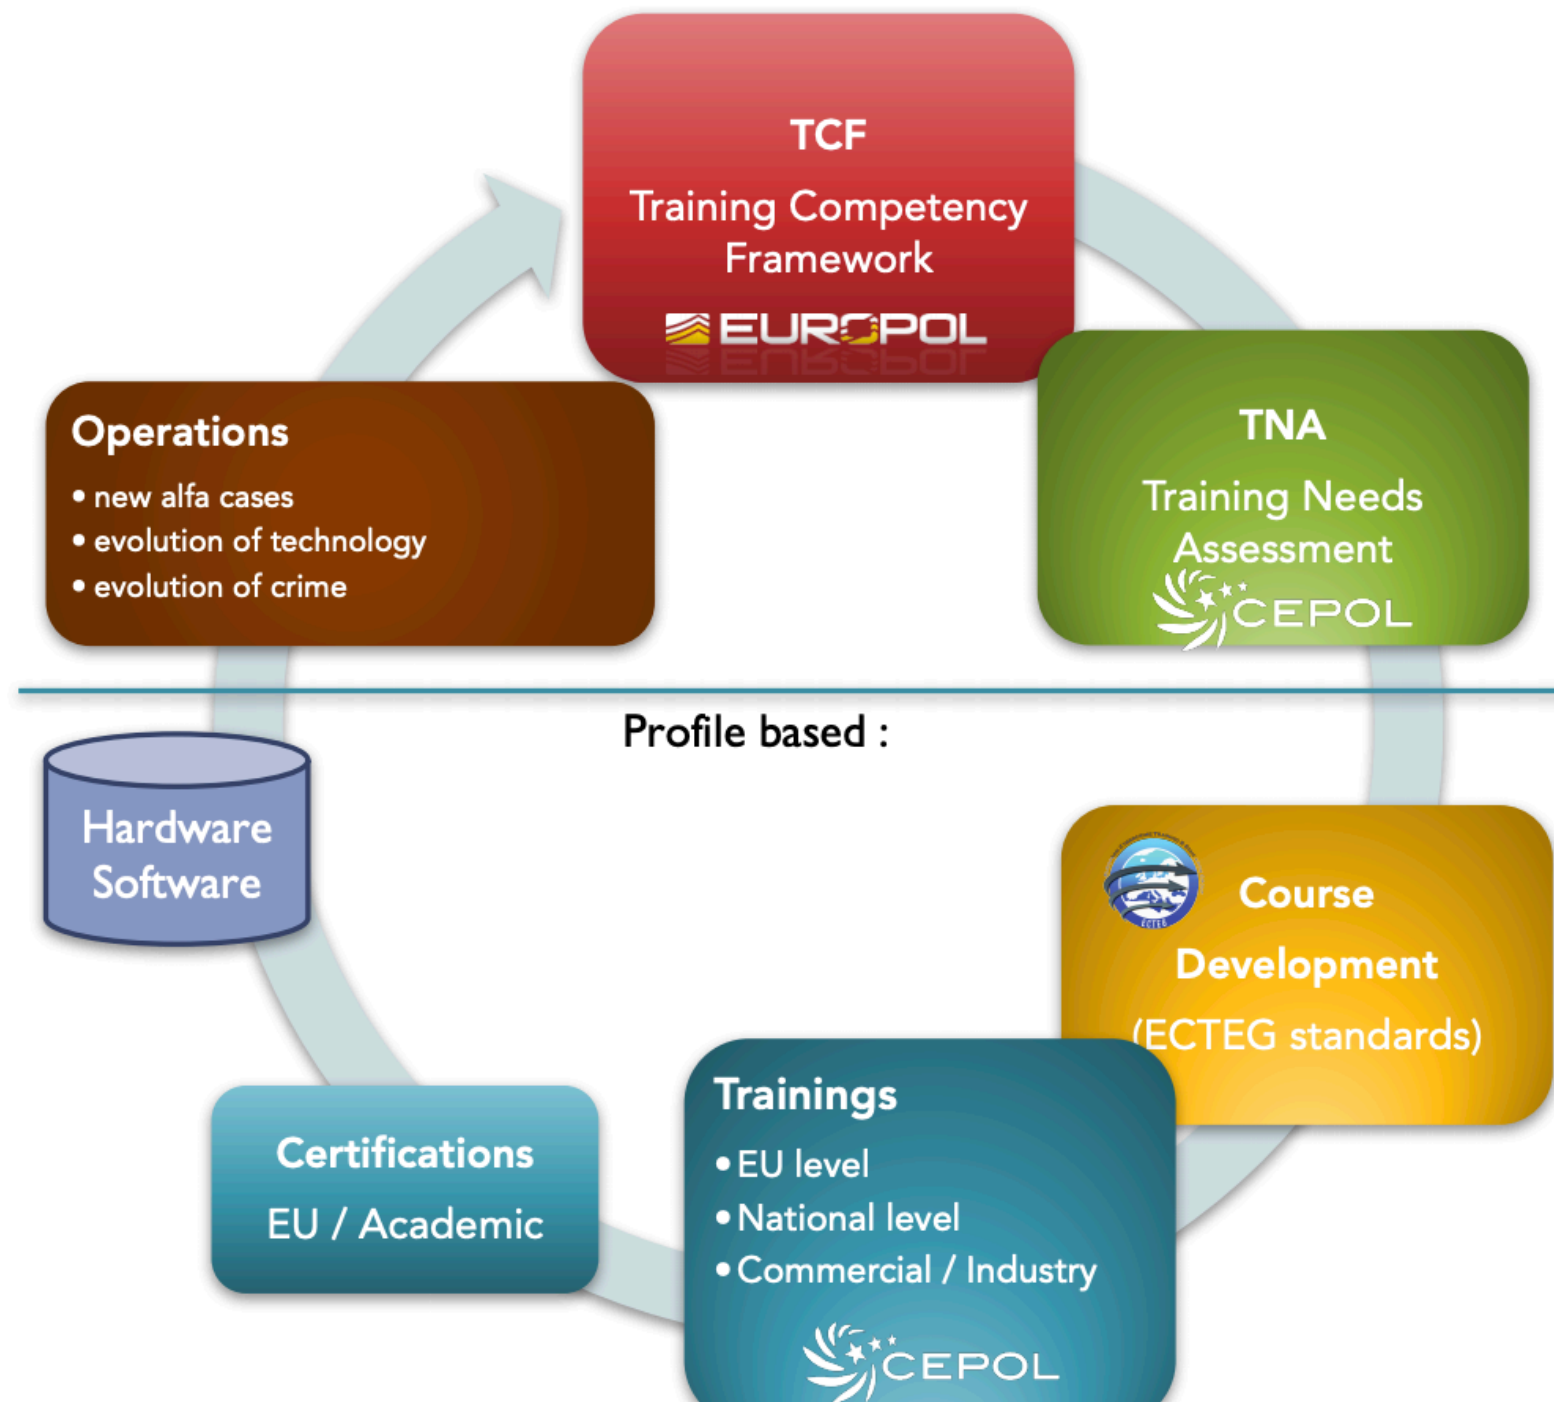 TCF
Training Competency
Framework
EUROPOL
Operations
• new alfa cases
• evolution of technology
• evolution of crime
TNA
Training Needs
Assessment
CEPOL
Profile based :
Hardware
Software
Course
Development
(ECTEG standards)
ECTEG
Trainings
• EU level
• National level
• Commercial / Industry
CEPOL
Certifications
EU / Academic